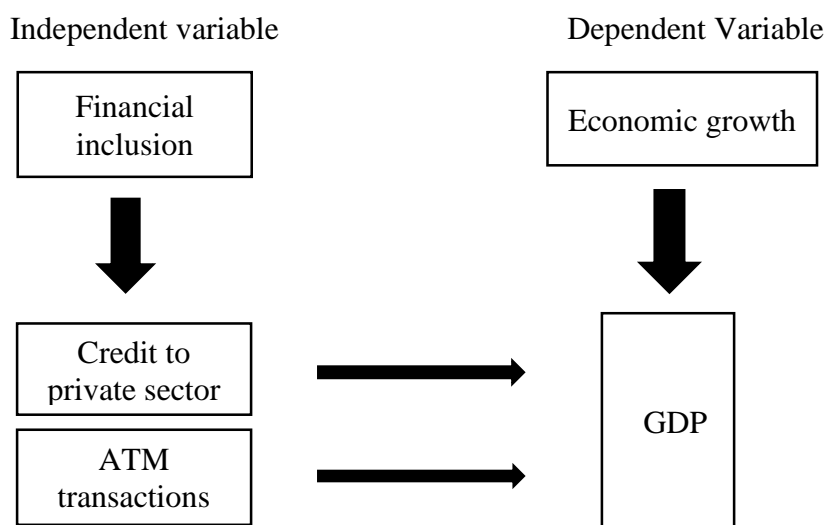 Independent variable
Dependent Variable
Financial
inclusion
Economic growth
Credit to
private sector
GDP
ATM
transactions